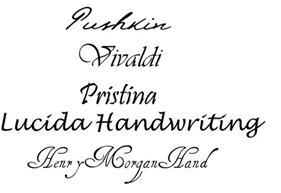 Pushkin
Vivaldi
Pristina
Lucida Handwriting
HenryMorganHand